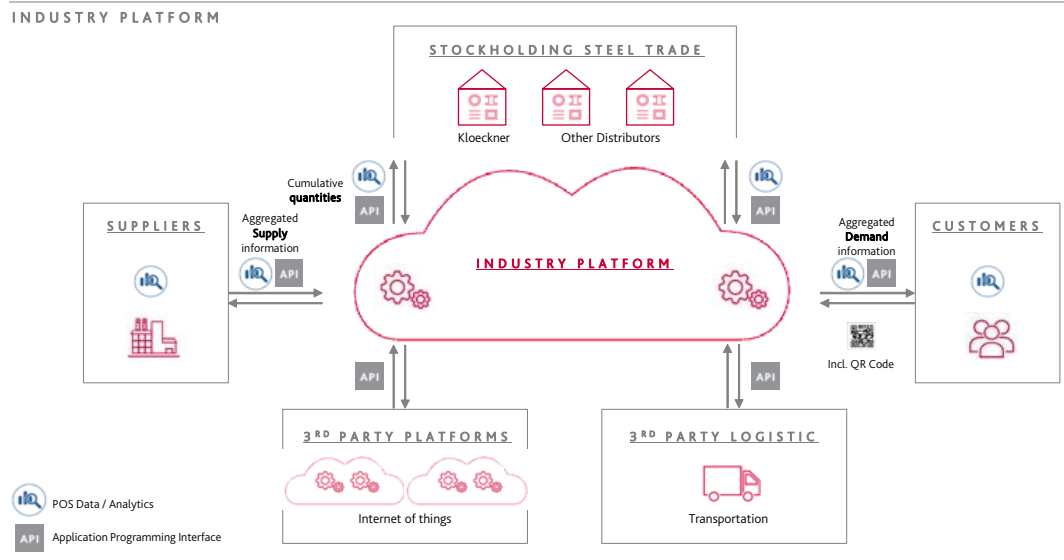 INDUSTRY PLATFORM
STOCKHOLDING STEEL TRADE
Kloeckner
Other Distributors
Cumulative
quantities
API
API
SUPPLIERS
Aggregated
Supply
information
API
INDUSTRY PLATFORM
Aggregated
Demand
information
API
CUSTOMERS
Incl. QR Code
API
API
3RD PARTY PLATFORMS
Internet of things
3RD PARTY LOGISTIC
Transportation
POS Data / Analytics
API
Application Programming Interface